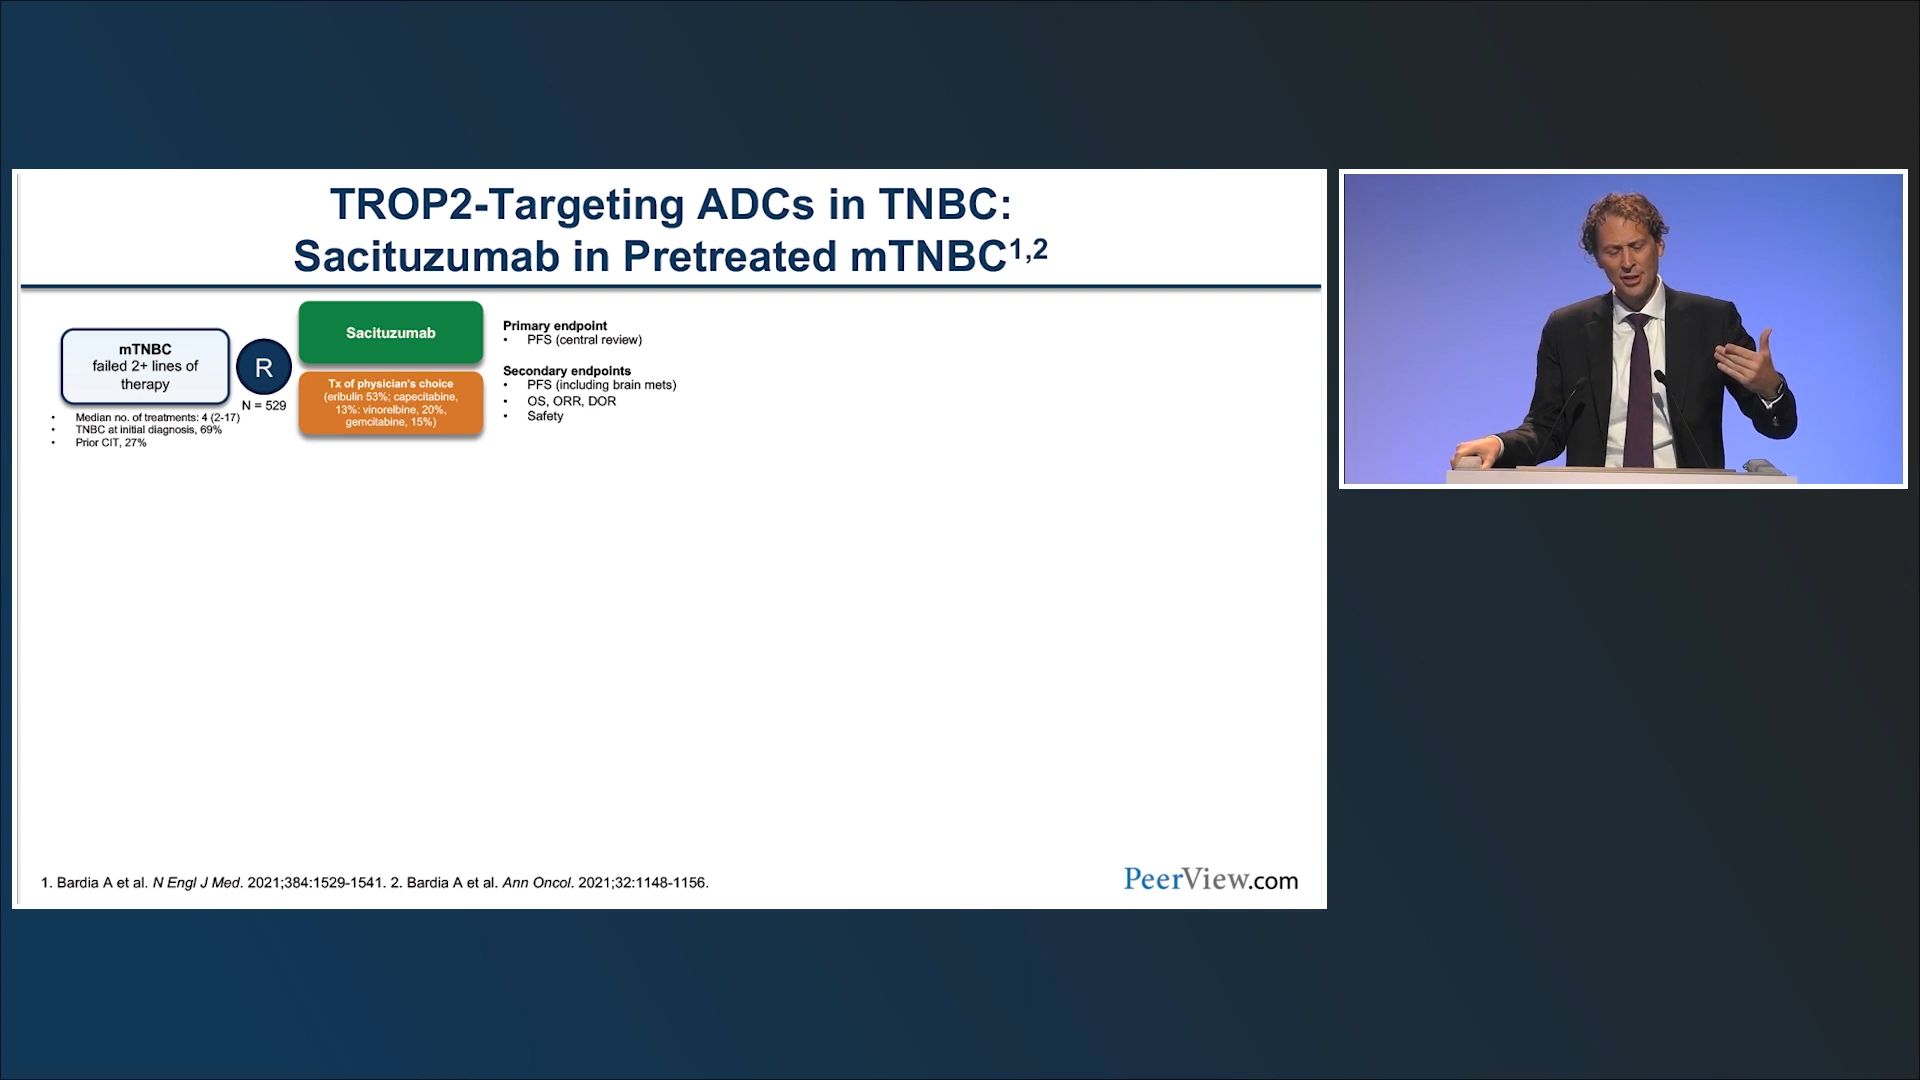 TROP2-Targeting ADCs in TNBC:
Sacituzumab in Pretreated mTNBC1,2
mTNBC
failed 2+ lines of
therapy
R
N = 529
• Median no. of treatments: 4 (2-17)
• TNBC at initial diagnosis, 69%
• Prior CIT, 27%
Sacituzumab
Tx of physician's choice
(eribulin 53%; capecitabine,
13%: vinorelbine, 20%,
gemcitabine, 15%)
Primary endpoint
• PFS (central review)
Secondary endpoints
• PFS (including brain mets)
• OS, ORR, DOR
• Safety
1. Bardia A et al. N Engl J Med. 2021;384:1529-1541. 2. Bardia A et al. Ann Oncol. 2021;32:1148-1156.
PeerView.com